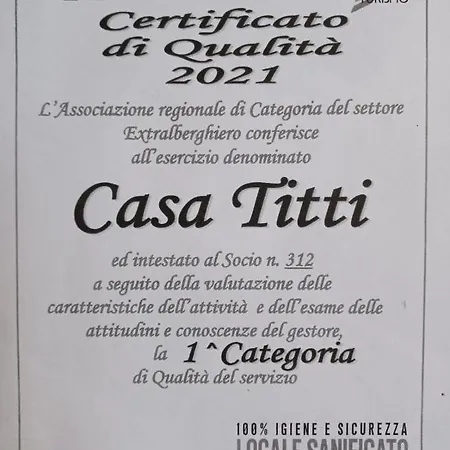 Certificato
di Qualità
2021
L'Associazione regionale di Categoria del settore
Extralberghiero conferisce
all'esercizio denominato
Casa Titti
ed intestato al Socio n. 312
a seguito della valutazione delle
caratteristiche dell'attività e dell'esame delle
attitudini e conoscenze del gestore,
la 1^Categoria
di Qualità del servizio
100% IGIENE E SICUREZZA
LOCALE SANIFICATO